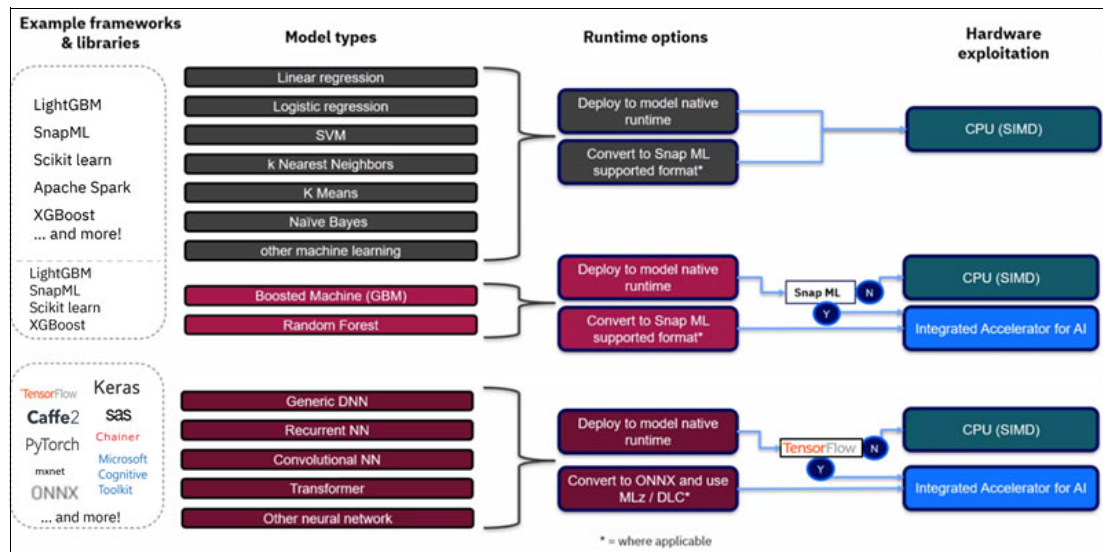 Example frameworks
& libraries
Model types
Runtime options
Hardware
exploitation
LightGBM
SnapML
Scikit learn
Apache Spark
XGBoost
... and more!
Linear regression
Logistic regression
SVM
k Nearest Neighbors
K Means
Naïve Bayes
other machine learning
Deploy to model native
runtime
Convert to Snap ML
supported format*
CPU (SIMD)
LightGBM
SnapML
Scikit learn
XGBoost
Boosted Machine (GBM)
Random Forest
Deploy to model native
runtime
Convert to Snap ML
supported format*
Snap ML
N
Y
CPU (SIMD)
Integrated Accelerator for AI
TensorFlow
Keras
Caffe2
sas
PyTorch
Chainer
mxnet
Microsoft
Cognitive
Toolkit
ONNX
... and more!
Generic DNN
Recurrent NN
Convolutional NN
Transformer
Other neural network
Deploy to model native
runtime
Convert to ONNX and use
MLz / DLC*
TensorFlow
N
Y
CPU (SIMD)
Integrated Accelerator for AI
* = where applicable